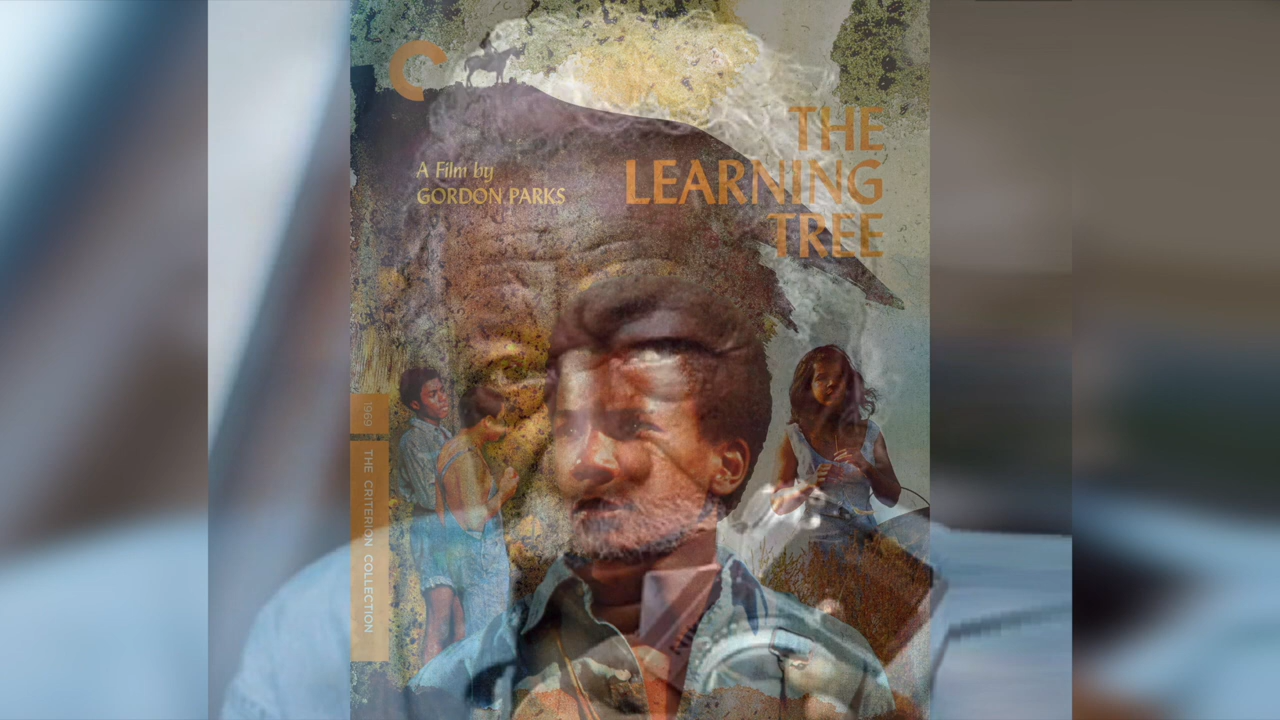 THE
LEARNING
TREE
A Film by
GORDON PARKS
1969
THE CRITERION COLLECTION